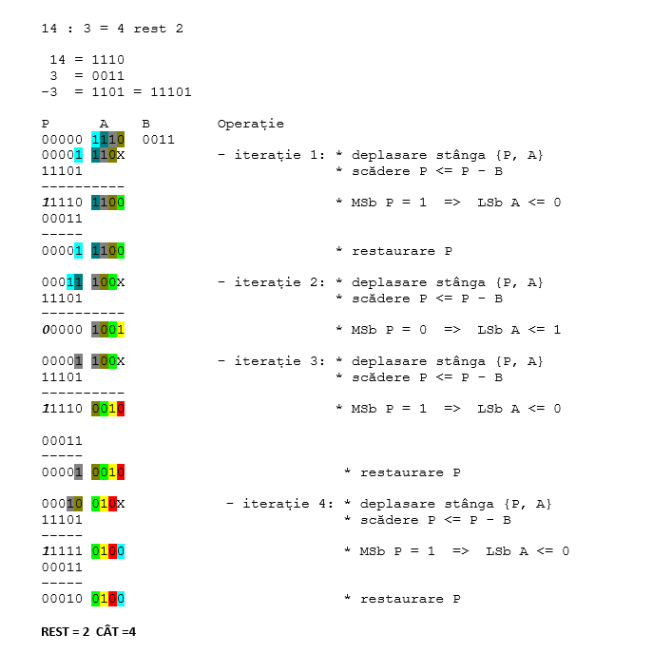 14 : 3 = 4 rest 2
14 = 1110
3 = 0011
-3 = 1101 = 11101
P A B Operație
00000 1110 0011
00001 110X - iterație 1: * deplasare stânga {P, A}
11101 * scădere P <= P - B
----------
11110 1100 * MSb P = 1 => LSb A <= 0
00011
-----
00001 1100 * restaurare P
00011 100X - iterație 2: * deplasare stânga {P, A}
11101 * scădere P <= P - B
----------
00000 1001 * MSb P = 0 => LSb A <= 1
00001 100X - iterație 3: * deplasare stânga {P, A}
11101 * scădere P <= P - B
----------
11110 0010 * MSb P = 1 => LSb A <= 0
00011
-----
00001 0010 * restaurare P
00010 010X - iterație 4: * deplasare stânga {P, A}
11101 * scădere P <= P - B
-----
11111 0100 * MSb P = 1 => LSb A <= 0
00011
-----
00010 0100 * restaurare P
REST = 2 CÂT =4